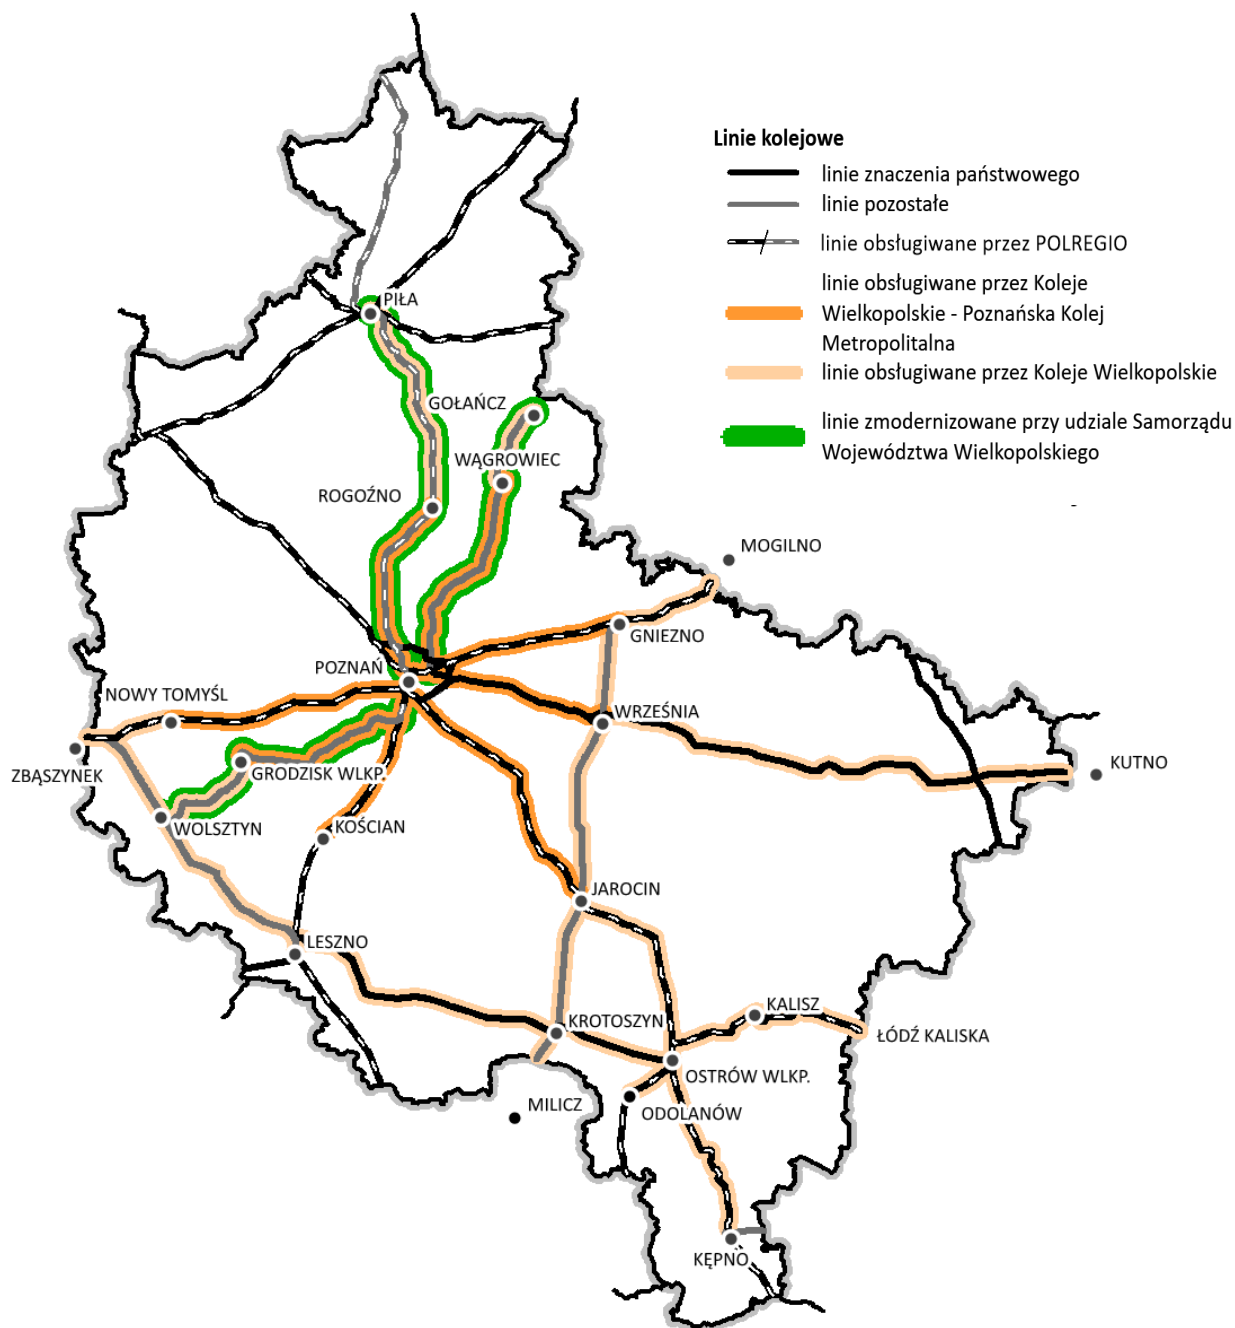 Linie kolejowe
linie znaczenia państwowego
linie pozostałe
linie obsługiwane przez POLREGIO
linie obsługiwane przez Koleje
Wielkopolskie - Poznańska Kolej
Metropolitalna
linie obsługiwane przez Koleje Wielkopolskie
linie zmodernizowane przy udziale Samorządu
Województwa Wielkopolskiego
-
PIŁA
GOŁAŃCZ
WĄGROWIEC
ROGOŹNO
MOGILNO
GNIEZNO
POZNAŃ
NOWY TOMYŚL
WRZEŚNIA
ZBĄSZYNEK
GRODZISK WLKP.
KUTNO
WOLSZTYN
KOŚCIAN
JAROCIN
LESZNO
KALISZ
KROTOSZYN
ŁÓDŹ KALISKA
OSTRÓW WLKP.
MILICZ
ODOLANÓW
KĘPNO